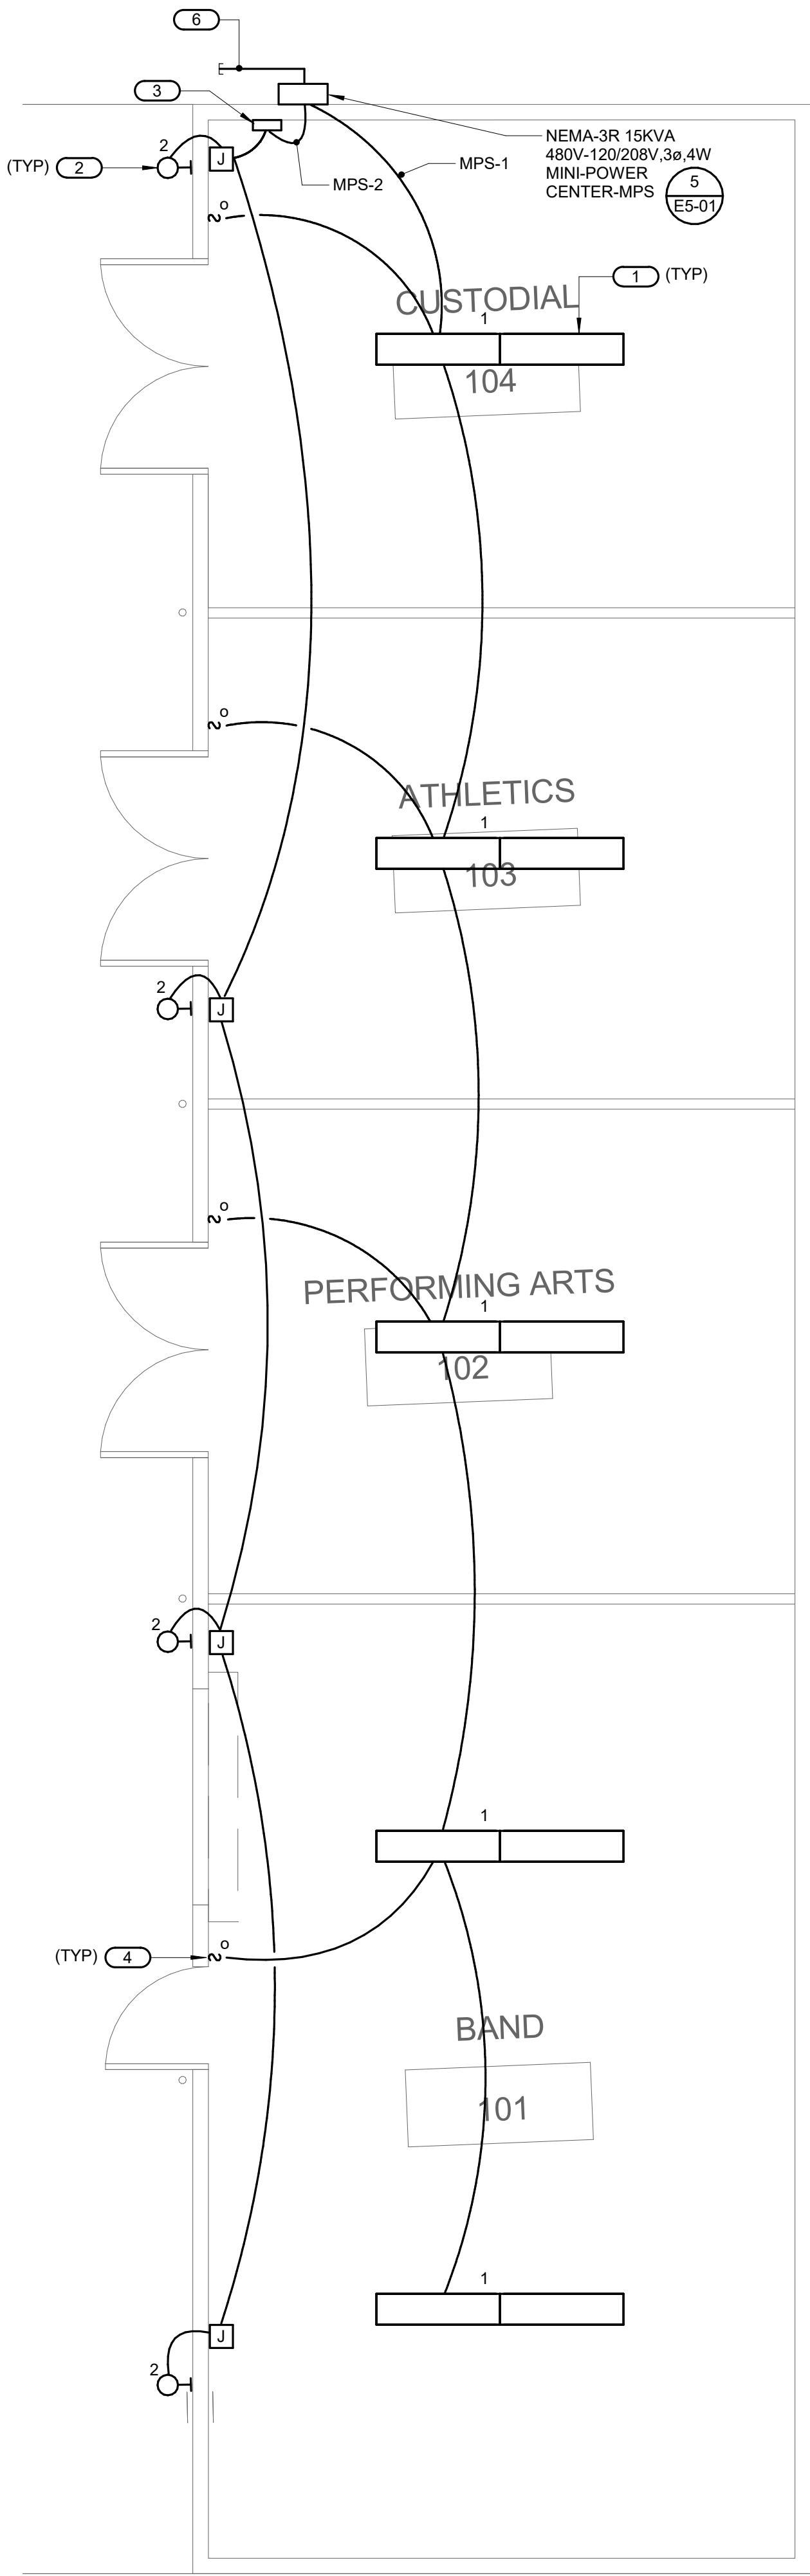 6
3
NEMA-3R 15KVA
480V-120/208V,3ø,4W
MINI-POWER
CENTER-MPS
5
E5-01
2
(TYP) 2
J
MPS-2
MPS-1
O
1 (TYP)
CUSTODIAL
1
104
O
ATHLETICS
1
103
2
J
O
PERFORMING ARTS
1
102
2
J
1
O
(TYP) 4
BAND
101
1
J
2